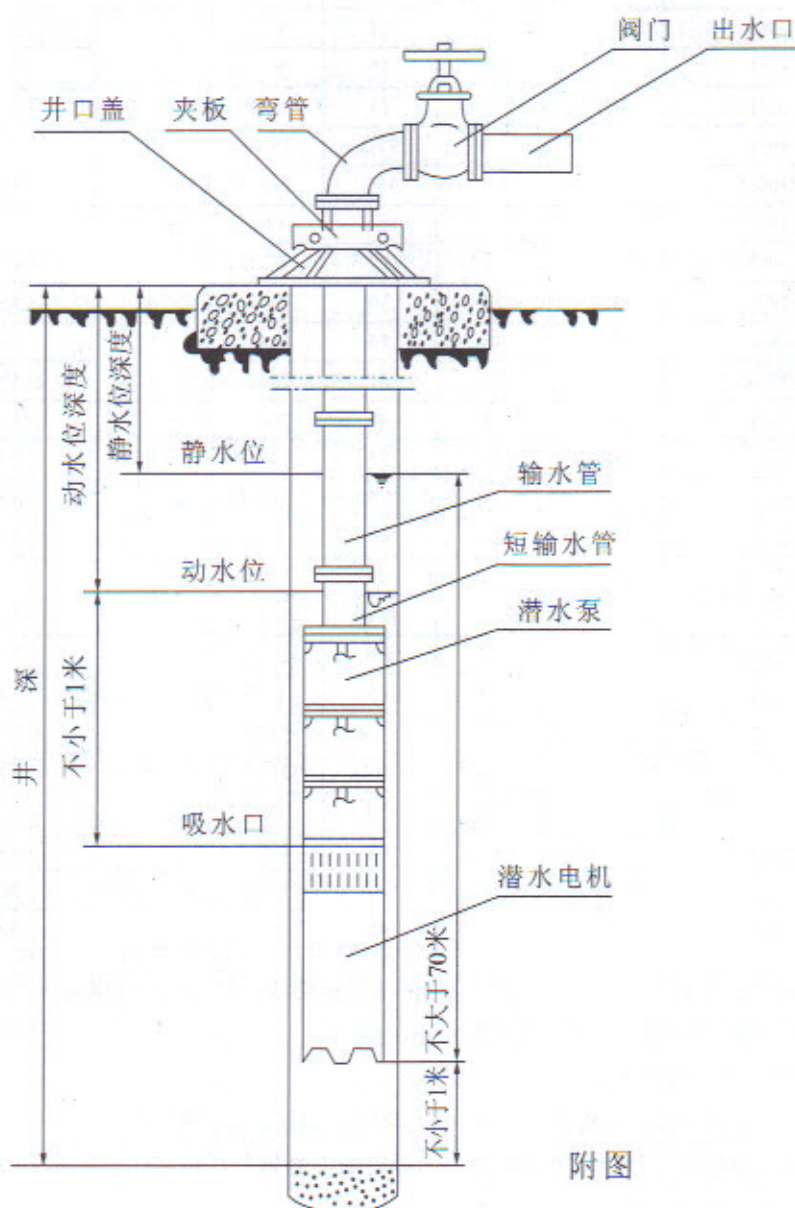 阀门
出水口
井口盖
夹板
弯管
动水位深度
静水位深度
静水位
输水管
短输水管
动水位
潜水泵
井深
不小于1米
吸水口
潜水电机
不大于70米
不小于1米
附图